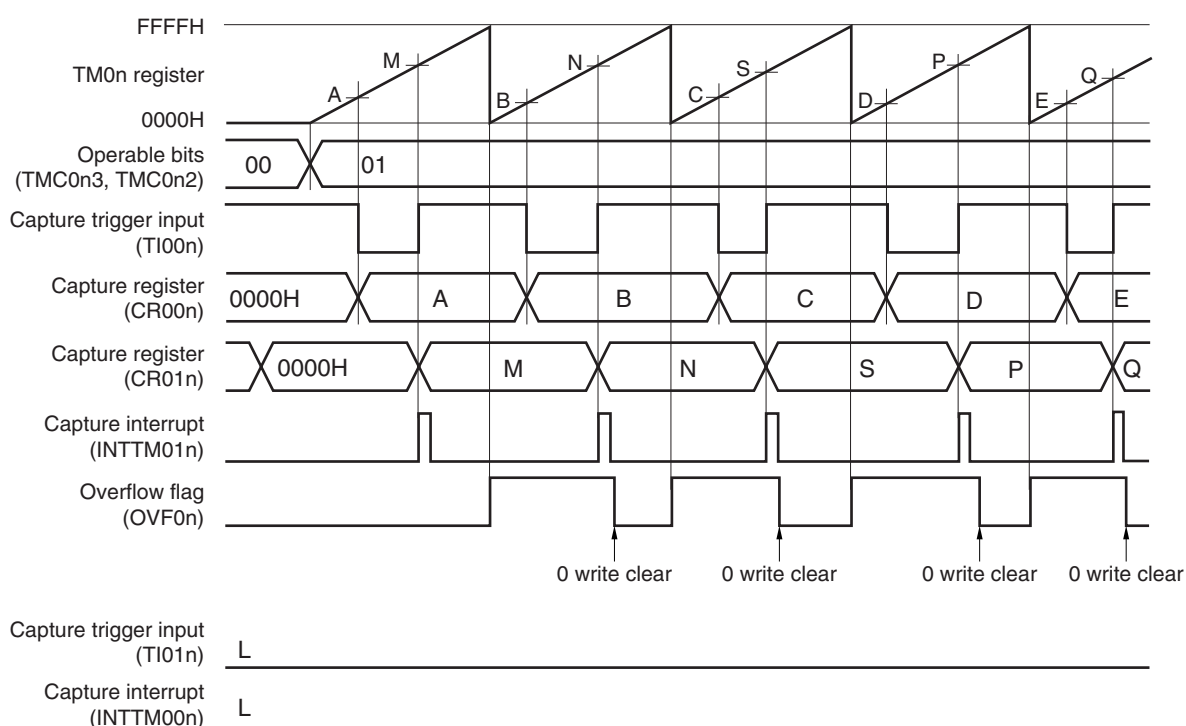 FFFFH
M
N
S
P
Q
TM0n register
A
B
C
D
E
0000H
Operable bits
(TMC0n3, TMC0n2)
00
01
Capture trigger input
(TI00n)
Capture register
(CR00n)
0000H
A
B
C
D
E
Capture register
(CR01n)
0000H
M
N
S
P
Q
Capture interrupt
(INTTM01n)
Overflow flag
(OVF0n)
0 write clear
0 write clear
0 write clear
0 write clear
Capture trigger input
(TI01n)
L
Capture interrupt
(INTTM00n)
L